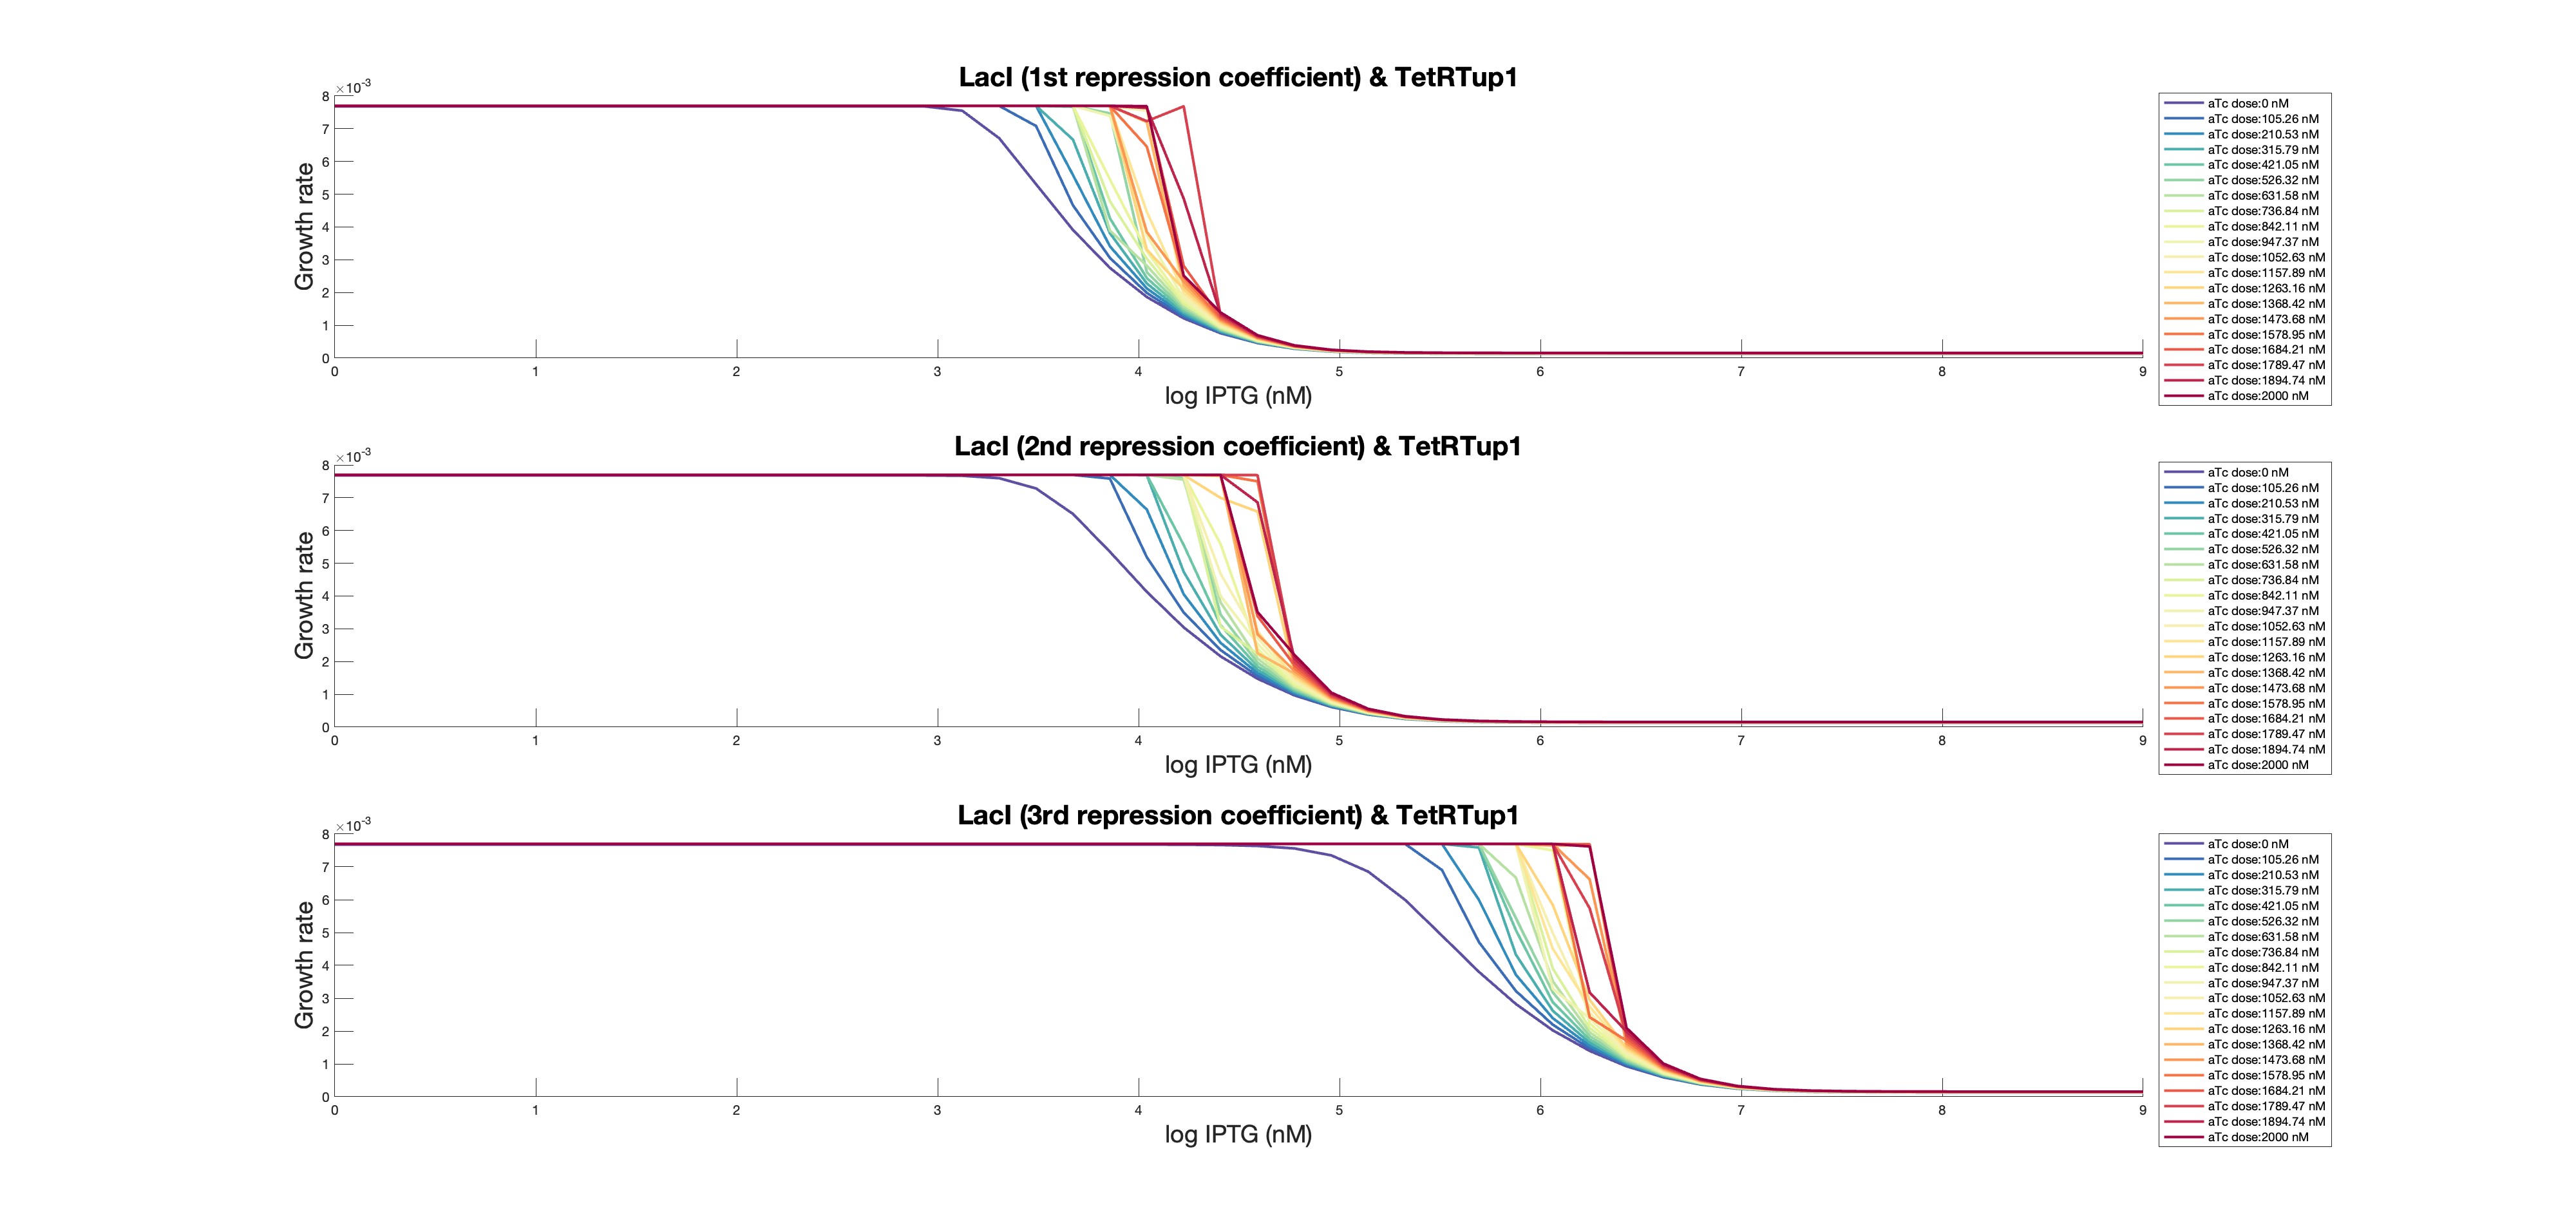 LacI (1st repression coefficient) & TetRTup1
×10-3
8
7
6
5
4
3
2
1
0
Growth rate
0 1 2 3 4 5 6 7 8 9
log IPTG (nM)
aTc dose:0 nM
aTc dose:105.26 nM
aTc dose:210.53 nM
aTc dose:315.79 nM
aTc dose:421.05 nM
aTc dose:526.32 nM
aTc dose:631.58 nM
aTc dose:736.84 nM
aTc dose:842.11 nM
aTc dose:947.37 nM
aTc dose:1052.63 nM
aTc dose:1157.89 nM
aTc dose:1263.16 nM
aTc dose:1368.42 nM
aTc dose:1473.68 nM
aTc dose:1578.95 nM
aTc dose:1684.21 nM
aTc dose:1789.47 nM
aTc dose:1894.74 nM
aTc dose:2000 nM
LacI (2nd repression coefficient) & TetRTup1
×10-3
8
7
6
5
4
3
2
1
0
Growth rate
0 1 2 3 4 5 6 7 8 9
log IPTG (nM)
aTc dose:0 nM
aTc dose:105.26 nM
aTc dose:210.53 nM
aTc dose:315.79 nM
aTc dose:421.05 nM
aTc dose:526.32 nM
aTc dose:631.58 nM
aTc dose:736.84 nM
aTc dose:842.11 nM
aTc dose:947.37 nM
aTc dose:1052.63 nM
aTc dose:1157.89 nM
aTc dose:1263.16 nM
aTc dose:1368.42 nM
aTc dose:1473.68 nM
aTc dose:1578.95 nM
aTc dose:1684.21 nM
aTc dose:1789.47 nM
aTc dose:1894.74 nM
aTc dose:2000 nM
LacI (3rd repression coefficient) & TetRTup1
×10-3
8
7
6
5
4
3
2
1
0
Growth rate
0 1 2 3 4 5 6 7 8 9
log IPTG (nM)
aTc dose:0 nM
aTc dose:105.26 nM
aTc dose:210.53 nM
aTc dose:315.79 nM
aTc dose:421.05 nM
aTc dose:526.32 nM
aTc dose:631.58 nM
aTc dose:736.84 nM
aTc dose:842.11 nM
aTc dose:947.37 nM
aTc dose:1052.63 nM
aTc dose:1157.89 nM
aTc dose:1263.16 nM
aTc dose:1368.42 nM
aTc dose:1473.68 nM
aTc dose:1578.95 nM
aTc dose:1684.21 nM
aTc dose:1789.47 nM
aTc dose:1894.74 nM
aTc dose:2000 nM